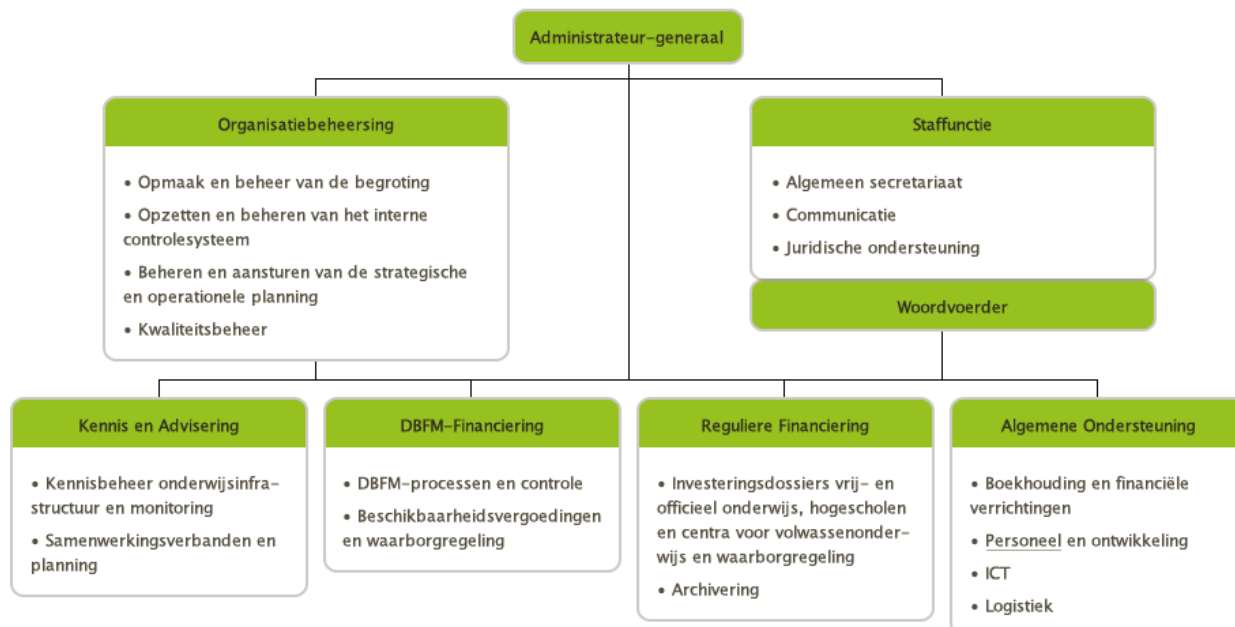 Administrateur-generaal
Organisatiebeheersing
• Opmaak en beheer van de begroting
• Opzetten en beheren van het interne
controlesysteem
• Beheren en aansturen van de strategische
en operationele planning
• Kwaliteitsbeheer
Staffunctie
• Algemeen secretariaat
• Communicatie
• Juridische ondersteuning
Woordvoerder
Kennis en Advisering
• Kennisbeheer onderwijsinfra-
structuur en monitoring
• Samenwerkingsverbanden en
planning
DBFM-Financiering
• DBFM-processen en controle
• Beschikbaarheidsvergoedingen
en waarborgregeling
Reguliere Financiering
• Investeringsdossiers vrij- en
officieel onderwijs, hogescholen
en centra voor volwassenonder-
wijs en waarborgregeling
• Archivering
Algemene Ondersteuning
• Boekhouding en financiële
verrichtingen
• Personeel en ontwikkeling
• ICT
• Logistiek